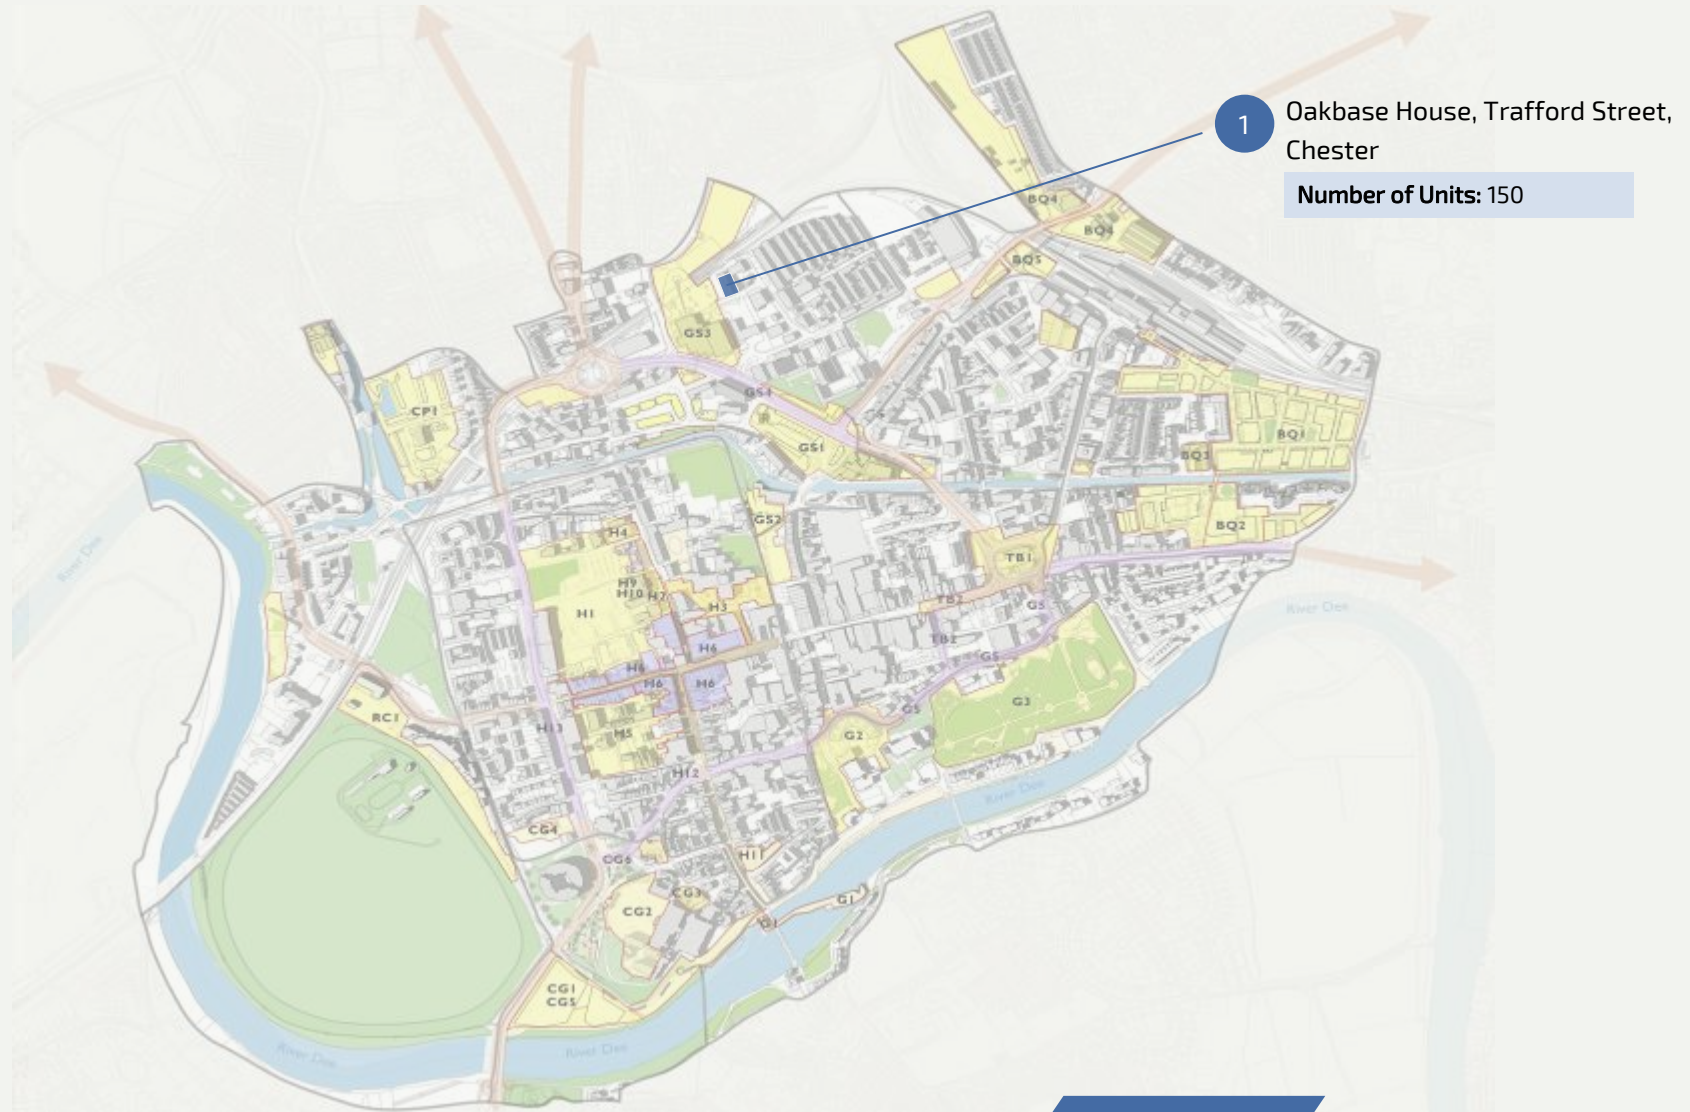 1
Oakbase House, Trafford Street,
Chester
Number of Units: 150
BQ4
BQ4
BQ5
GS3
CP1
GS4
GS1
BQ1
BQ3
BQ2
GS2
H4
TB1
H9
H10
H7
H3
H1
TB2
G5
TB2
G5
H6
H6
H6
H6
G3
RC1
G5
H13
H5
G2
H12
CG4
CG6
H11
CG3
CG2
G1
G1
CG1
CG5
River Dee
River Dee
River Dee
River Dee
River Dee